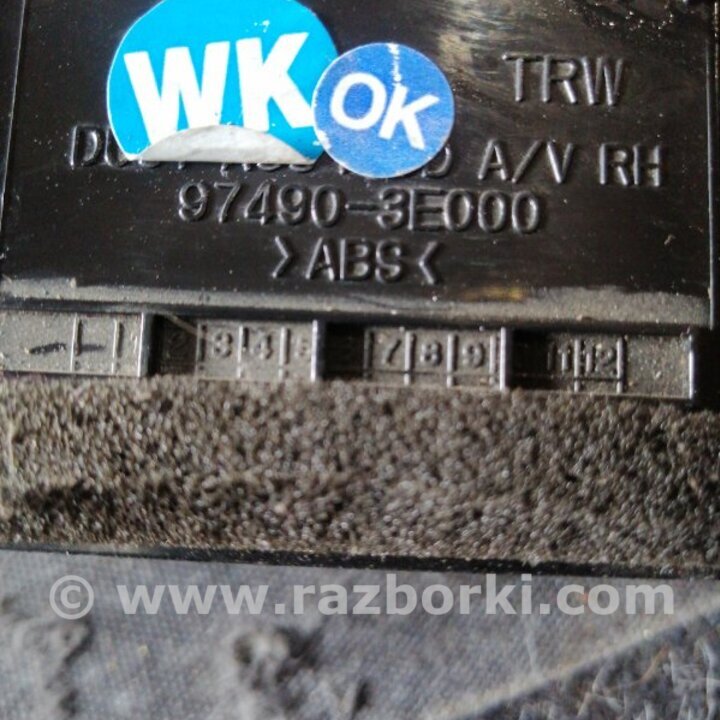 WK
OK
TRW
A/V RH
97490-3E000
>ABS<
1 2 3 4 5 7 8 9 11 12
© www.razborki.com